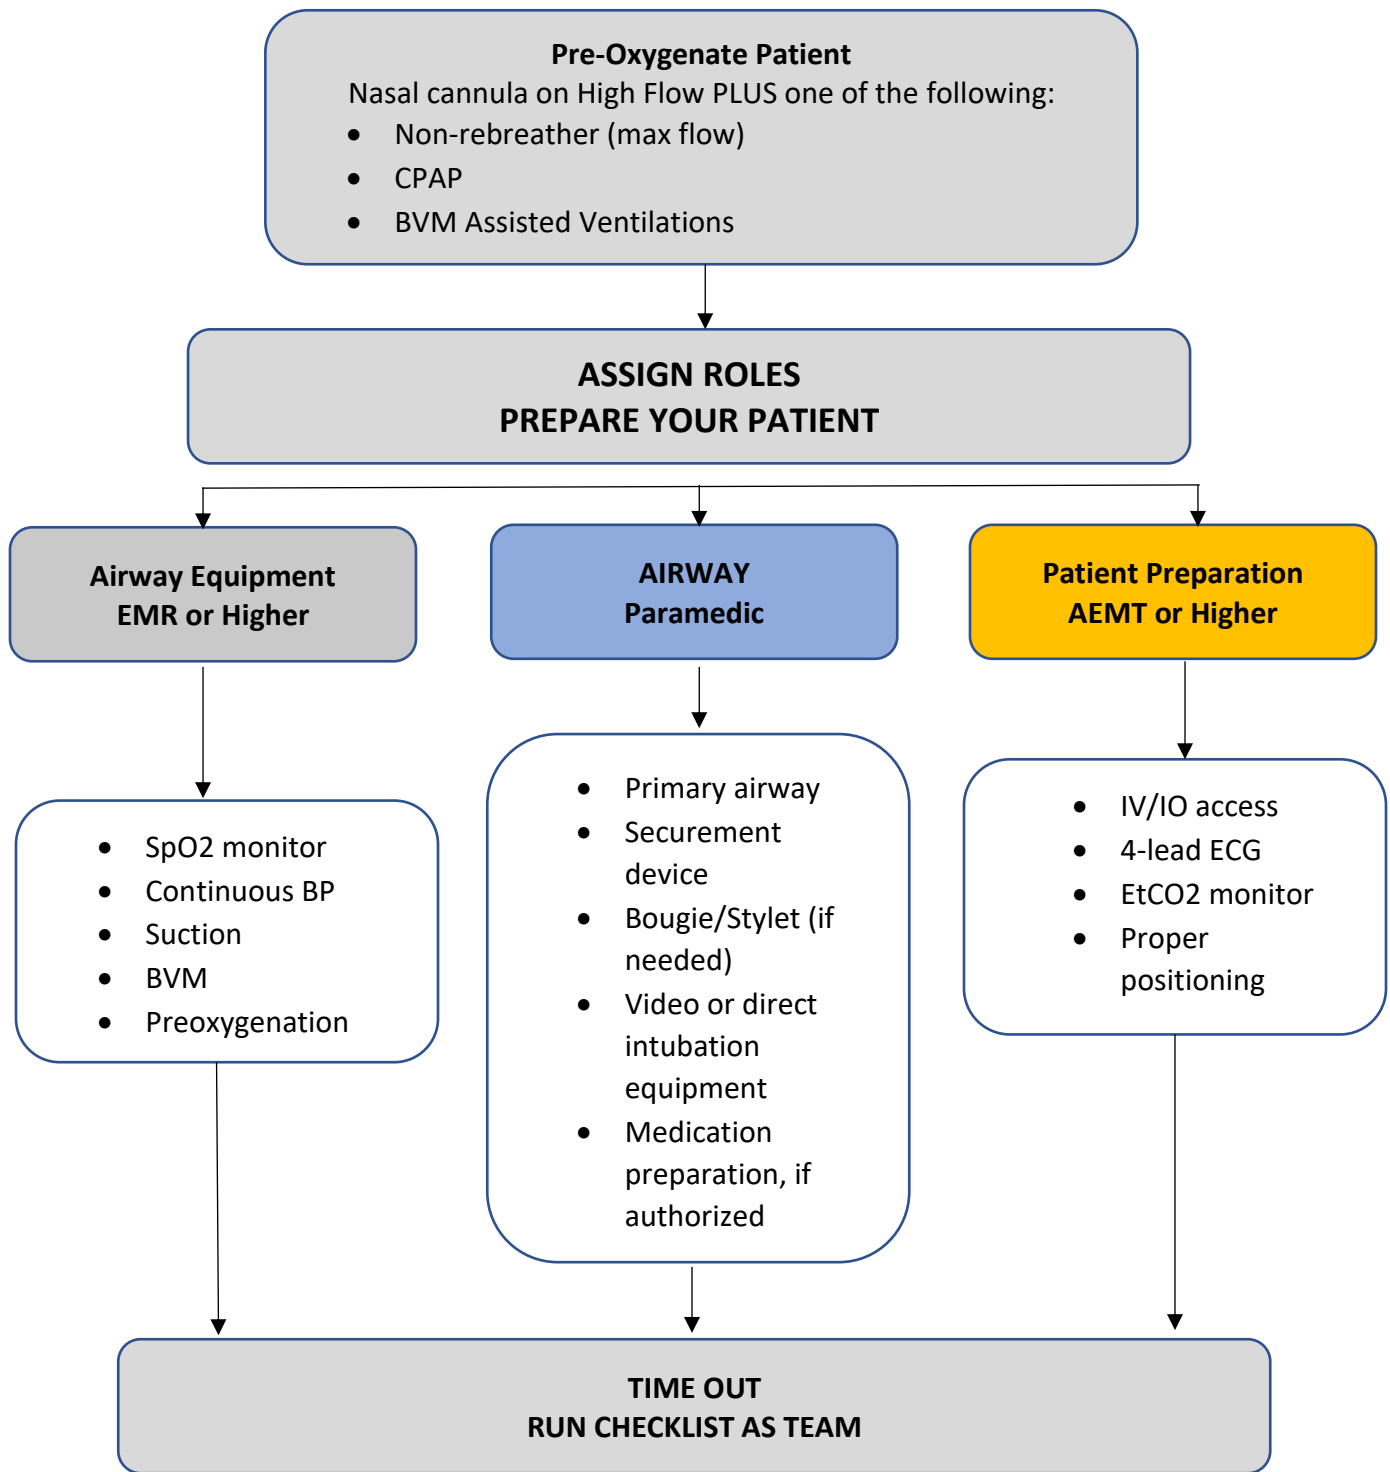 Pre-Oxygenate Patient
Nasal cannula on High Flow PLUS one of the following:
• Non-rebreather (max flow)
• CPAP
• BVM Assisted Ventilations
ASSIGN ROLES
PREPARE YOUR PATIENT
Airway Equipment
EMR or Higher
AIRWAY
Paramedic
Patient Preparation
AEMT or Higher
• SpO2 monitor
• Continuous BP
• Suction
• BVM
• Preoxygenation
• Primary airway
• Securement
device
• Bougie/Stylet (if
needed)
• Video or direct
intubation
equipment
• Medication
preparation, if
authorized
• IV/IO access
• 4-lead ECG
• EtCO2 monitor
• Proper
positioning
TIME OUT
RUN CHECKLIST AS TEAM